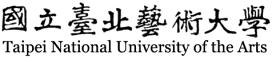 國立臺北藝術大學
Taipei National University of the Arts